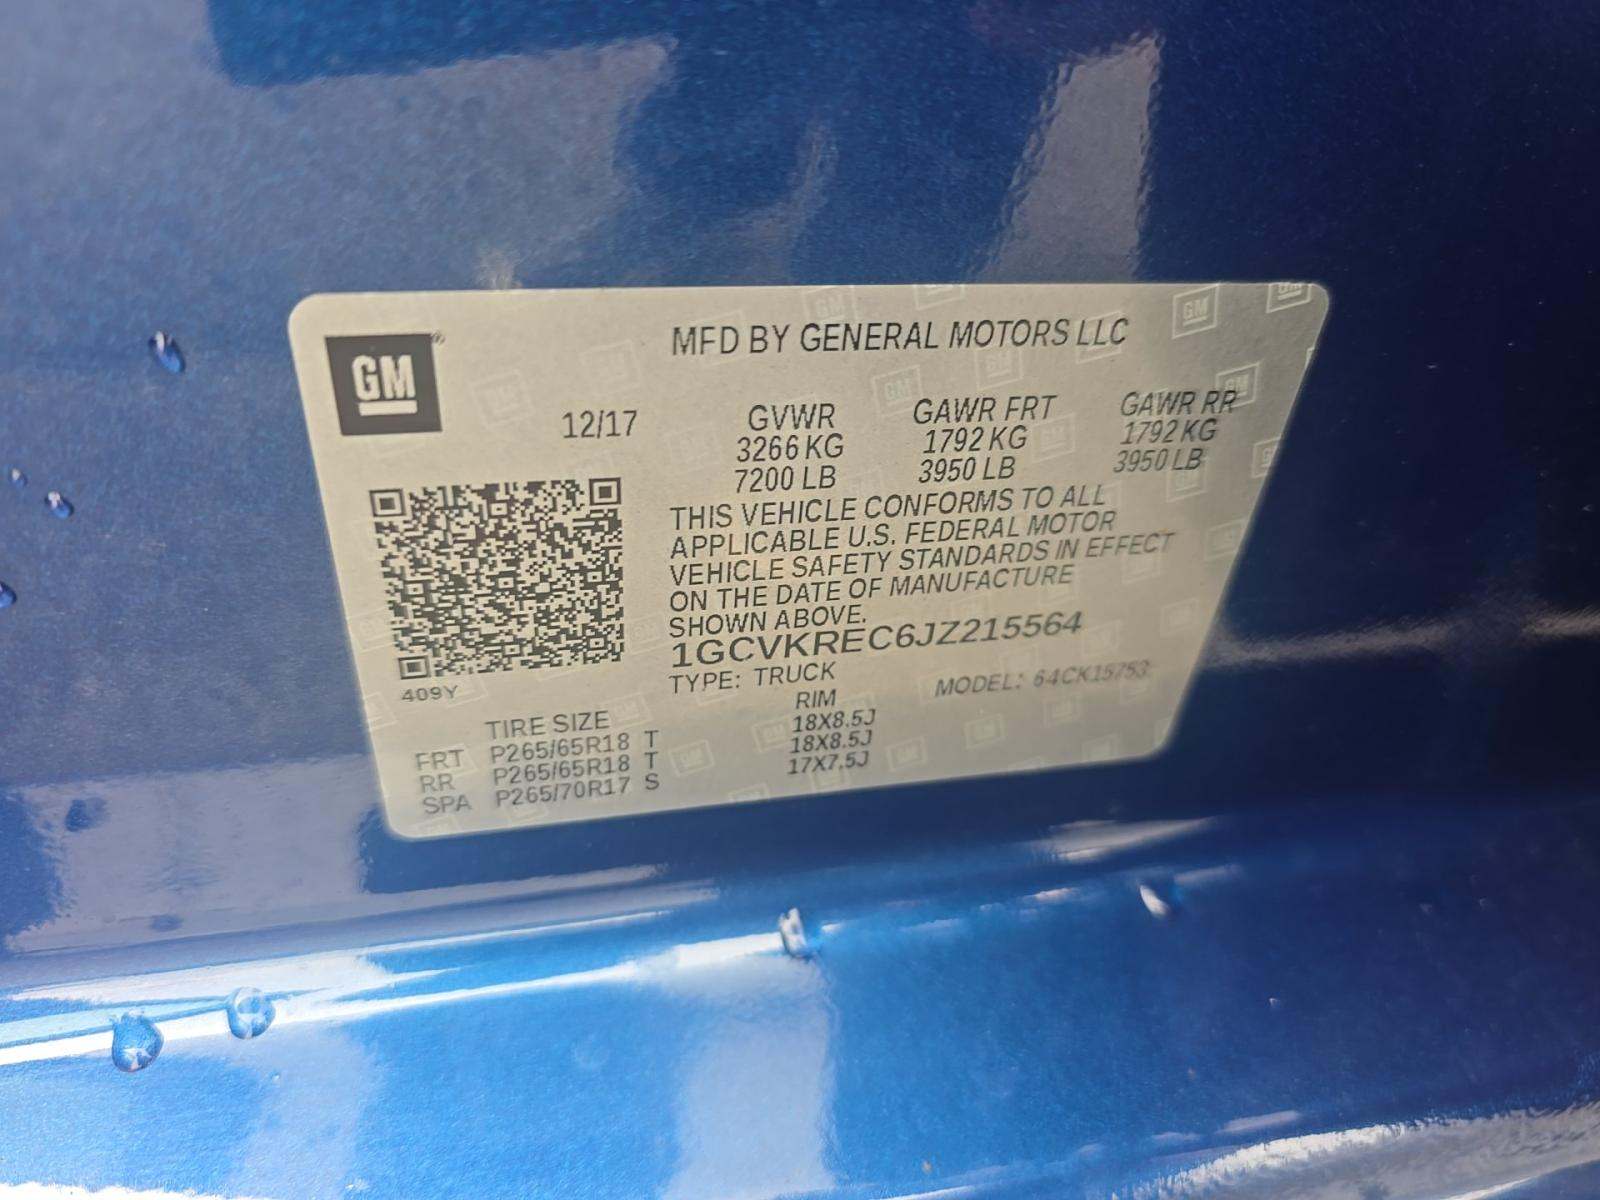 GM®
MFD BY GENERAL MOTORS LLC
12/17 GVWR GAWR FRT GAWR RR
3266 KG 1792 KG 1792 KG
7200 LB 3950 LB 3950 LB
THIS VEHICLE CONFORMS TO ALL
APPLICABLE U.S. FEDERAL MOTOR
VEHICLE SAFETY STANDARDS IN EFFECT
ON THE DATE OF MANUFACTURE
SHOWN ABOVE.
1GCVKREC6JZ215564
TYPE: TRUCK MODEL: 64CK15753
409Y
TIRE SIZE RIM
FRT P265/65R18 T 18X8.5J
RR P265/65R18 T 18X8.5J
SPA P265/70R17 S 17X7.5J